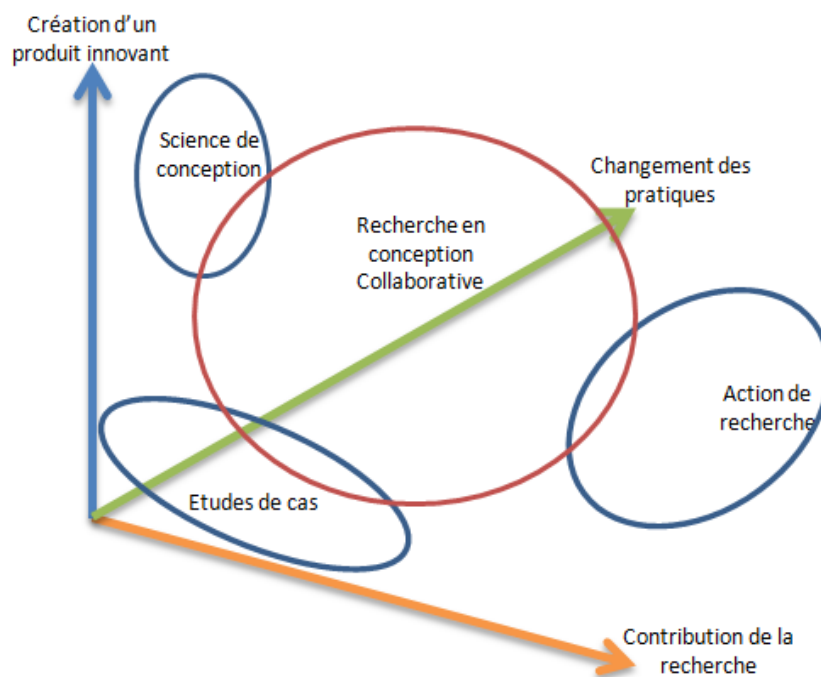 Création d'un
produit innovant
Science de
conception
Changement des
pratiques
Recherche en
conception
Collaborative
Action de
recherche
Etudes de cas
Contribution de la
recherche